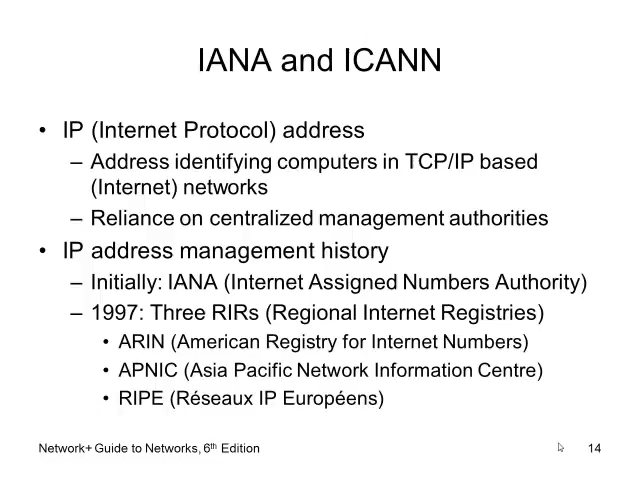 IANA and ICANN
• IP (Internet Protocol) address
– Address identifying computers in TCP/IP based
(Internet) networks
– Reliance on centralized management authorities
• IP address management history
– Initially: IANA (Internet Assigned Numbers Authority)
– 1997: Three RIRs (Regional Internet Registries)
• ARIN (American Registry for Internet Numbers)
• APNIC (Asia Pacific Network Information Centre)
• RIPE (Réseaux IP Européens)
Network+ Guide to Networks, 6th Edition
14